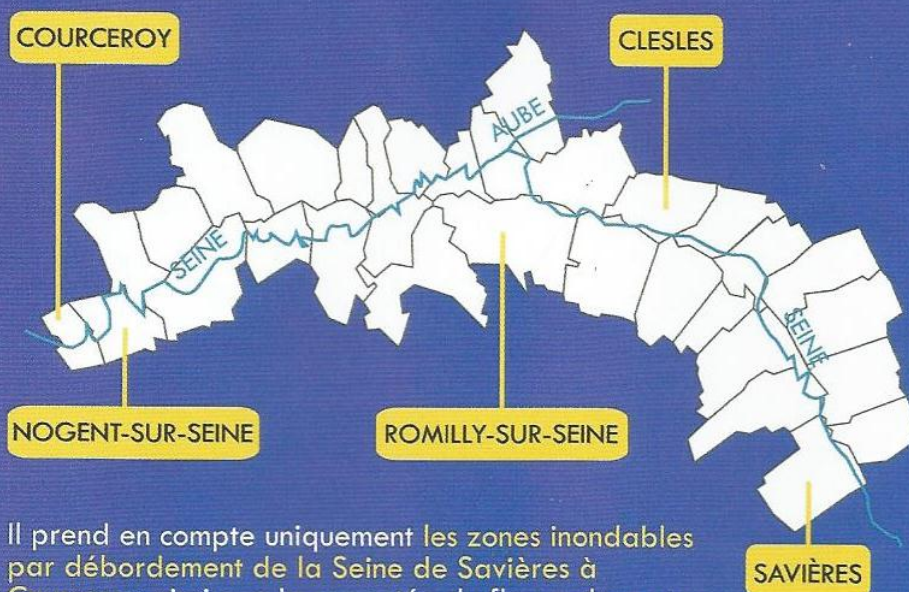 COURCEROY
CLESLES
AUBE
SEINE
SEINE
NOGENT-SUR-SEINE
ROMILLY-SUR-SEINE
Il prend en compte uniquement les zones inondables
par débordement de la Seine de Savières à
SAVIÈRES